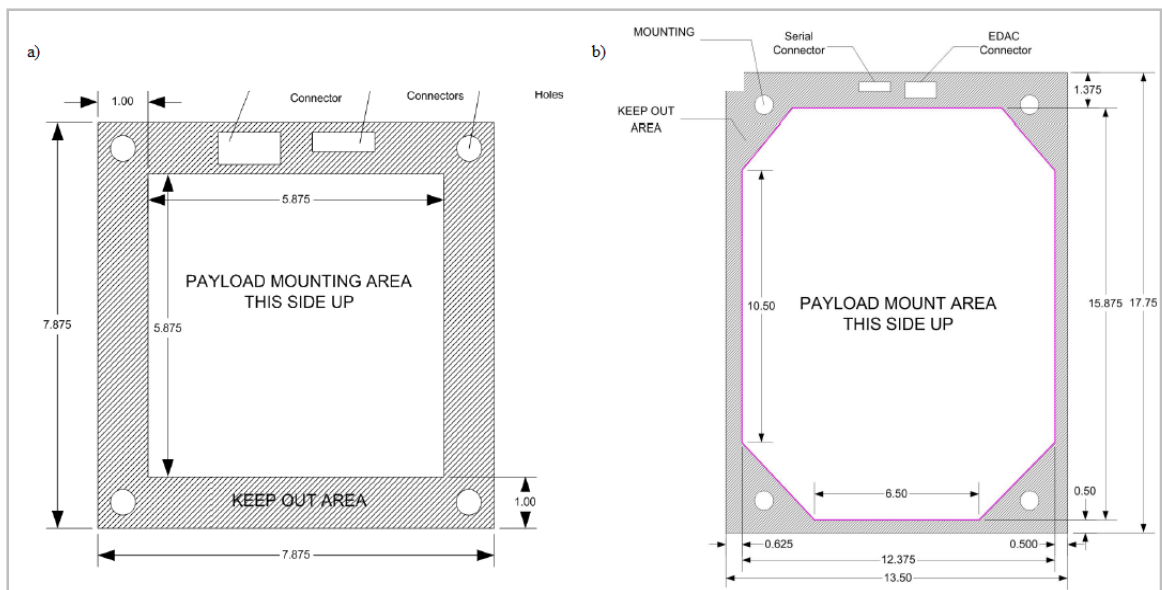 a)
1.00
Connector
Connectors
Holes
5.875
PAYLOAD MOUNTING AREA
THIS SIDE UP
7.875
5.875
KEEP OUT AREA
1.00
7.875
b)
MOUNTING
Serial
Connector
EDAC
Connector
KEEP OUT
AREA
1.375
10.50
PAYLOAD MOUNT AREA
THIS SIDE UP
15.875
17.75
6.50
0.50
0.625
0.500
12.375
13.50